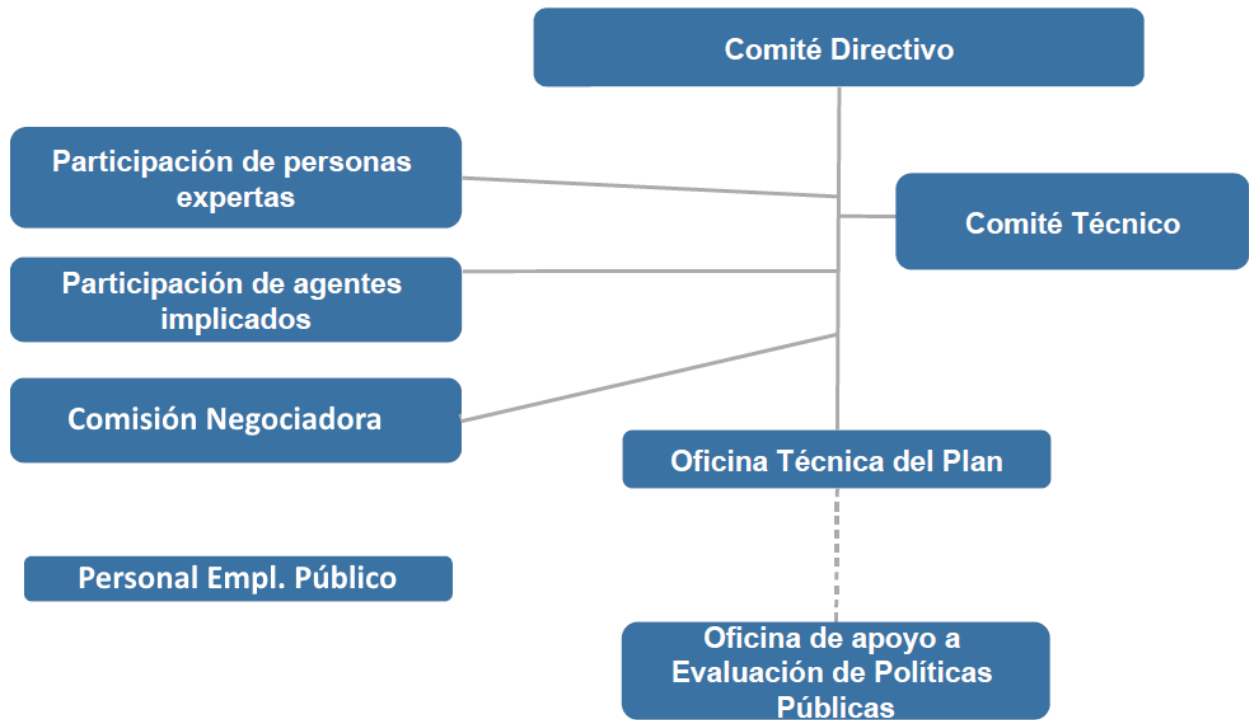 Comité Directivo
Participación de personas
expertas
Comité Técnico
Participación de agentes
implicados
Comisión Negociadora
Oficina Técnica del Plan
Personal Empl. Público
Oficina de apoyo a
Evaluación de Políticas
Públicas